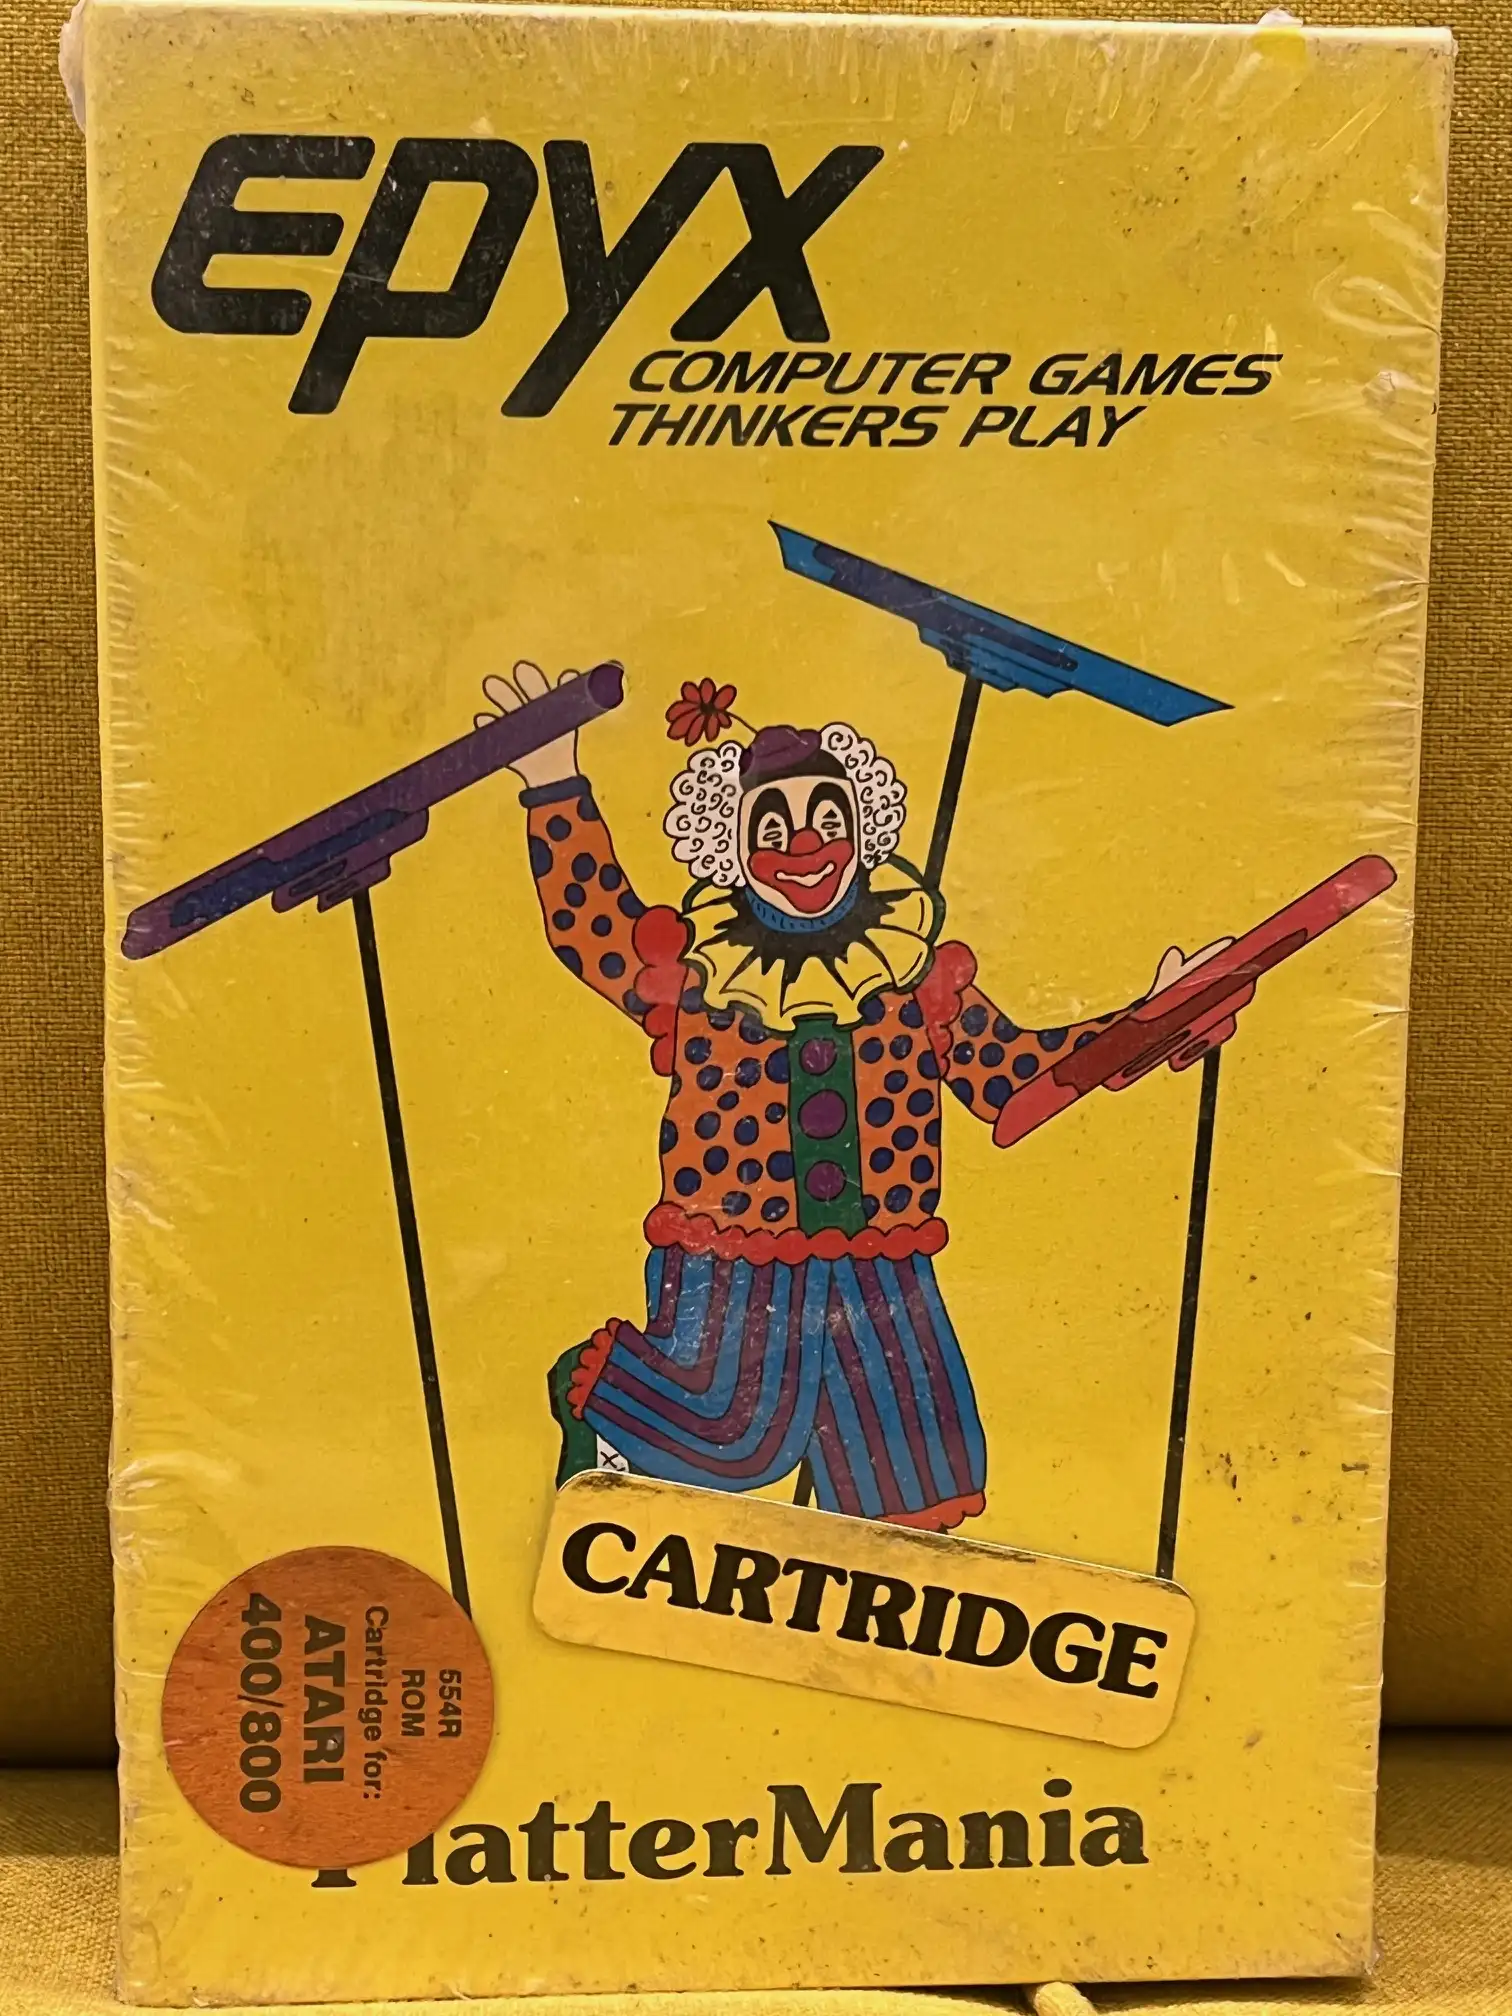 EPYX
COMPUTER GAMES
THINKERS PLAY
CARTRIDGE
554R
ROM
Cartridge for:
ATARI
400/800
PlatterMania